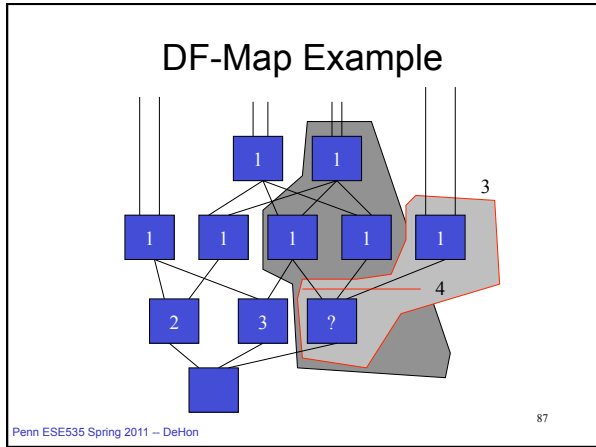 DF-Map Example
1 1
3
1 1 1 1 1
4
2 3 ?
87
Penn ESE535 Spring 2011 -- DeHon